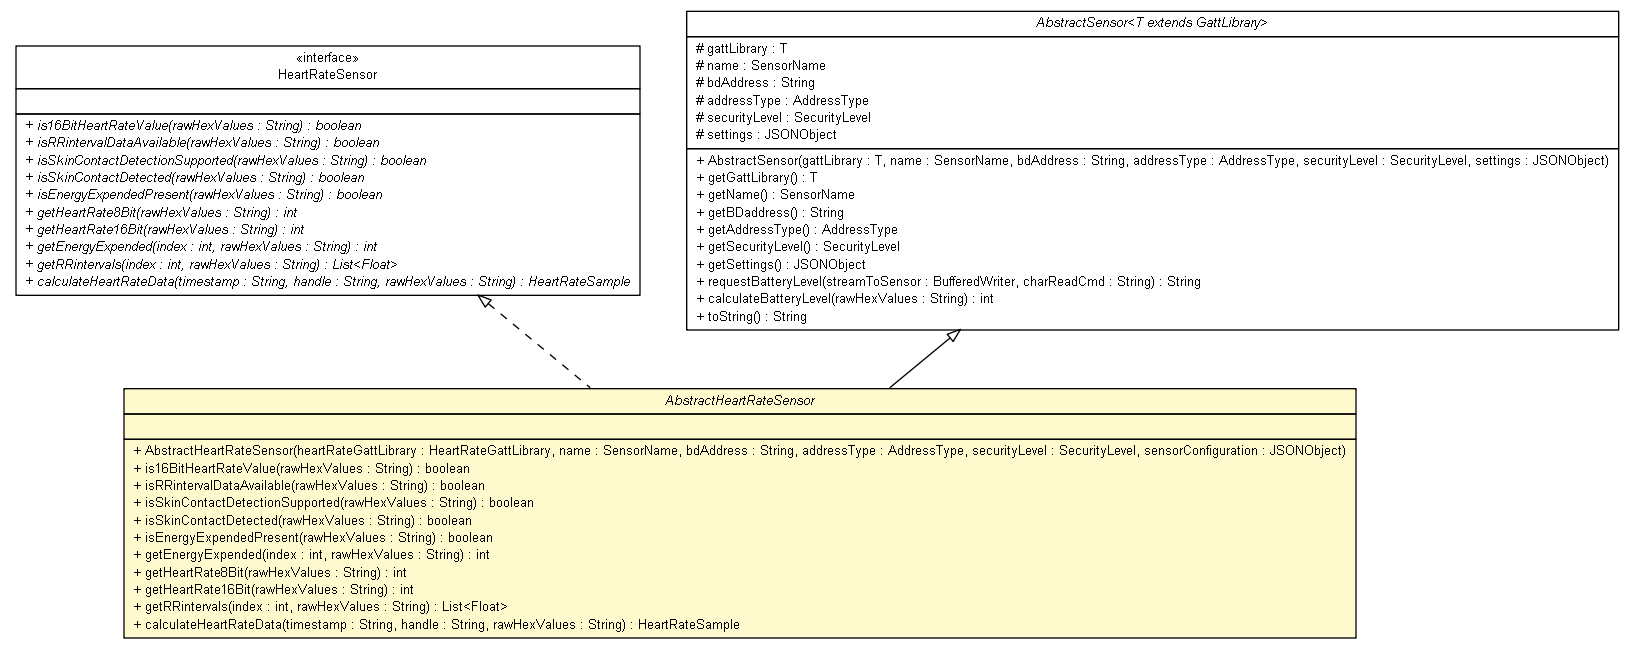 «interface»
HeartRateSensor
+ is16BitHeartRateValue(rawHexValues : String) : boolean
+ isRRintervalDataAvailable(rawHexValues : String) : boolean
+ isSkinContactDetectionSupported(rawHexValues : String) : boolean
+ isSkinContactDetected(rawHexValues : String) : boolean
+ isEnergyExpendedPresent(rawHexValues : String) : boolean
+ getHeartRate8Bit(rawHexValues : String) : int
+ getHeartRate16Bit(rawHexValues : String) : int
+ getEnergyExpended(index : int, rawHexValues : String) : int
+ getRRintervals(index : int, rawHexValues : String) : List<Float>
+ calculateHeartRateData(timestamp : String, handle : String, rawHexValues : String) : HeartRateSample
AbstractSensor<T extends GattLibrary>
# gattLibrary : T
# name : SensorName
# bdAddress : String
# addressType : AddressType
# securityLevel : SecurityLevel
# settings : JSONObject
+ AbstractSensor(gattLibrary : T, name : SensorName, bdAddress : String, addressType : AddressType, securityLevel : SecurityLevel, settings : JSONObject)
+ getGattLibrary() : T
+ getName() : SensorName
+ getBDaddress() : String
+ getAddressType() : AddressType
+ getSecurityLevel() : SecurityLevel
+ getSettings() : JSONObject
+ requestBatteryLevel(streamToSensor : BufferedWriter, charReadCmd : String) : String
+ calculateBatteryLevel(rawHexValues : String) : int
+ toString() : String
AbstractHeartRateSensor
+ AbstractHeartRateSensor(heartRateGattLibrary : HeartRateGattLibrary, name : SensorName, bdAddress : String, addressType : AddressType, securityLevel : SecurityLevel, sensorConfiguration : JSONObject)
+ is16BitHeartRateValue(rawHexValues : String) : boolean
+ isRRintervalDataAvailable(rawHexValues : String) : boolean
+ isSkinContactDetectionSupported(rawHexValues : String) : boolean
+ isSkinContactDetected(rawHexValues : String) : boolean
+ isEnergyExpendedPresent(rawHexValues : String) : boolean
+ getEnergyExpended(index : int, rawHexValues : String) : int
+ getHeartRate8Bit(rawHexValues : String) : int
+ getHeartRate16Bit(rawHexValues : String) : int
+ getRRintervals(index : int, rawHexValues : String) : List<Float>
+ calculateHeartRateData(timestamp : String, handle : String, rawHexValues : String) : HeartRateSample